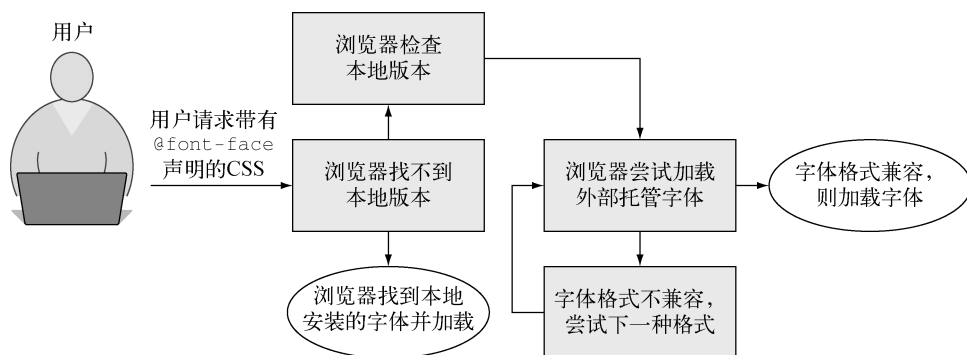 用户
用户请求带有
@font-face
声明的CSS
浏览器检查
本地版本
浏览器找不到
本地版本
浏览器找到本地
安装的字体并加载
浏览器尝试加载
外部托管字体
字体格式不兼容，
尝试下一种格式
字体格式兼容，
则加载字体